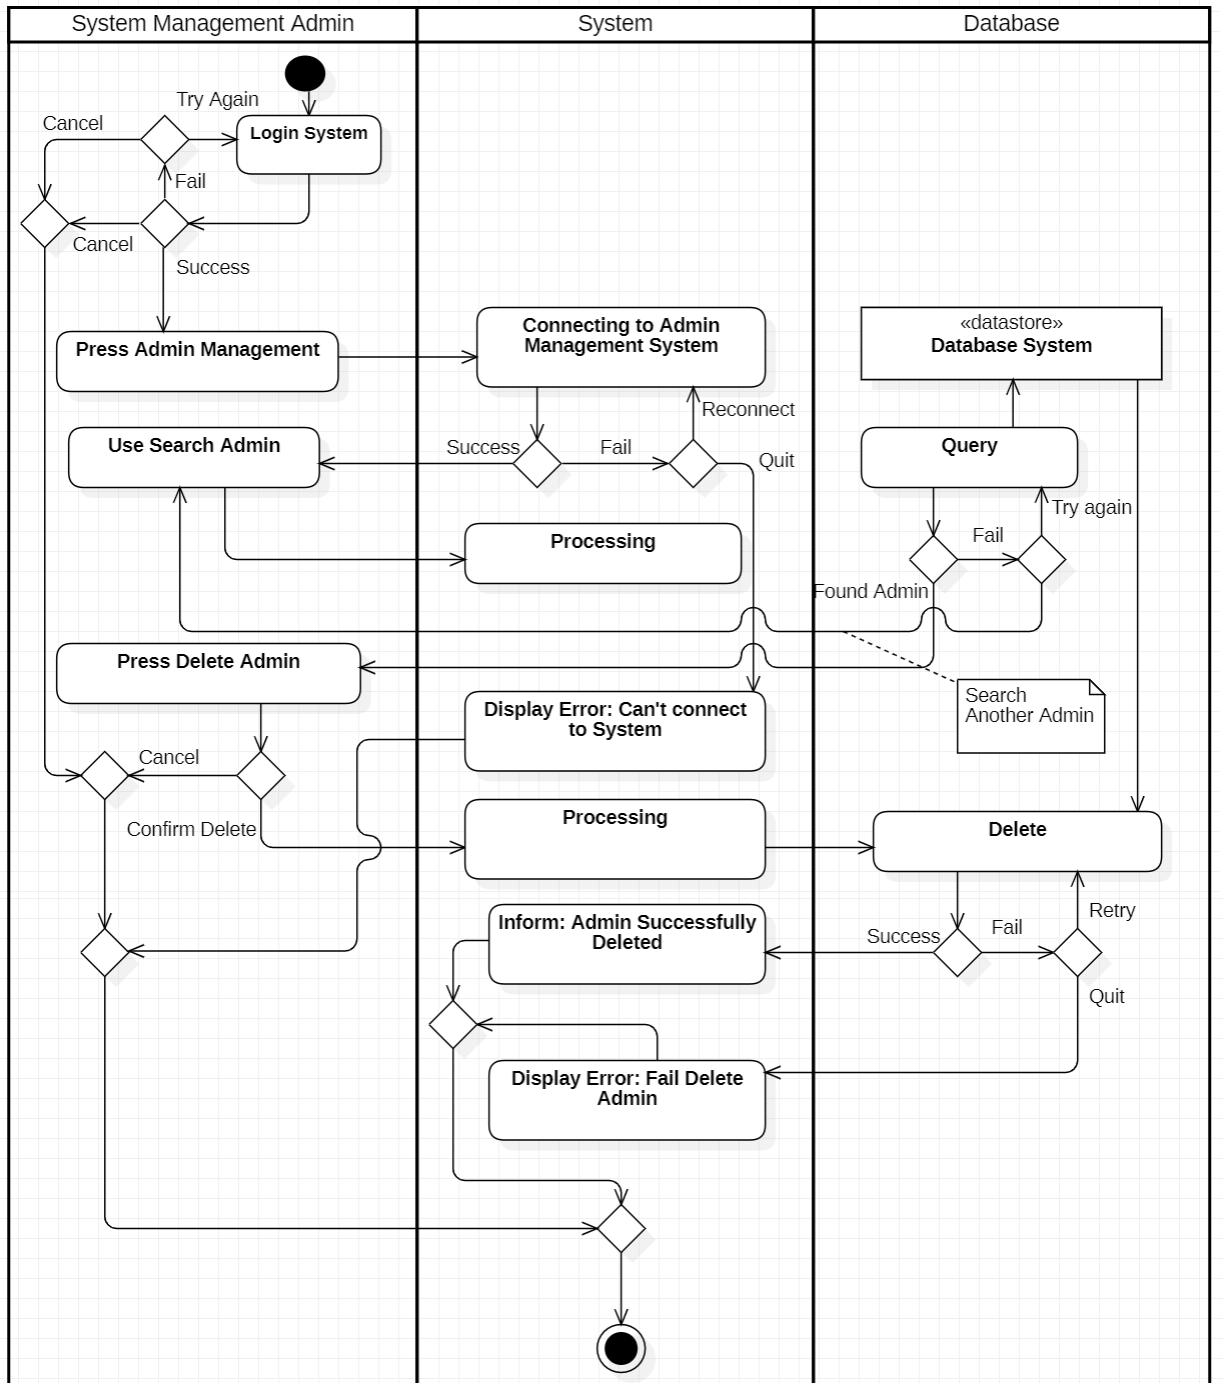 System Management Admin
System
Database
Try Again
Cancel
Login System
Fail
Cancel
Success
Press Admin Management
Connecting to Admin
Management System
«datastore»
Database System
Reconnect
Use Search Admin
Success
Fail
Quit
Query
Try again
Processing
Fail
Found Admin
Press Delete Admin
Search
Another Admin
Display Error: Can't connect
to System
Cancel
Confirm Delete
Processing
Delete
Retry
Inform: Admin Successfully
Deleted
Success
Fail
Quit
Display Error: Fail Delete
Admin